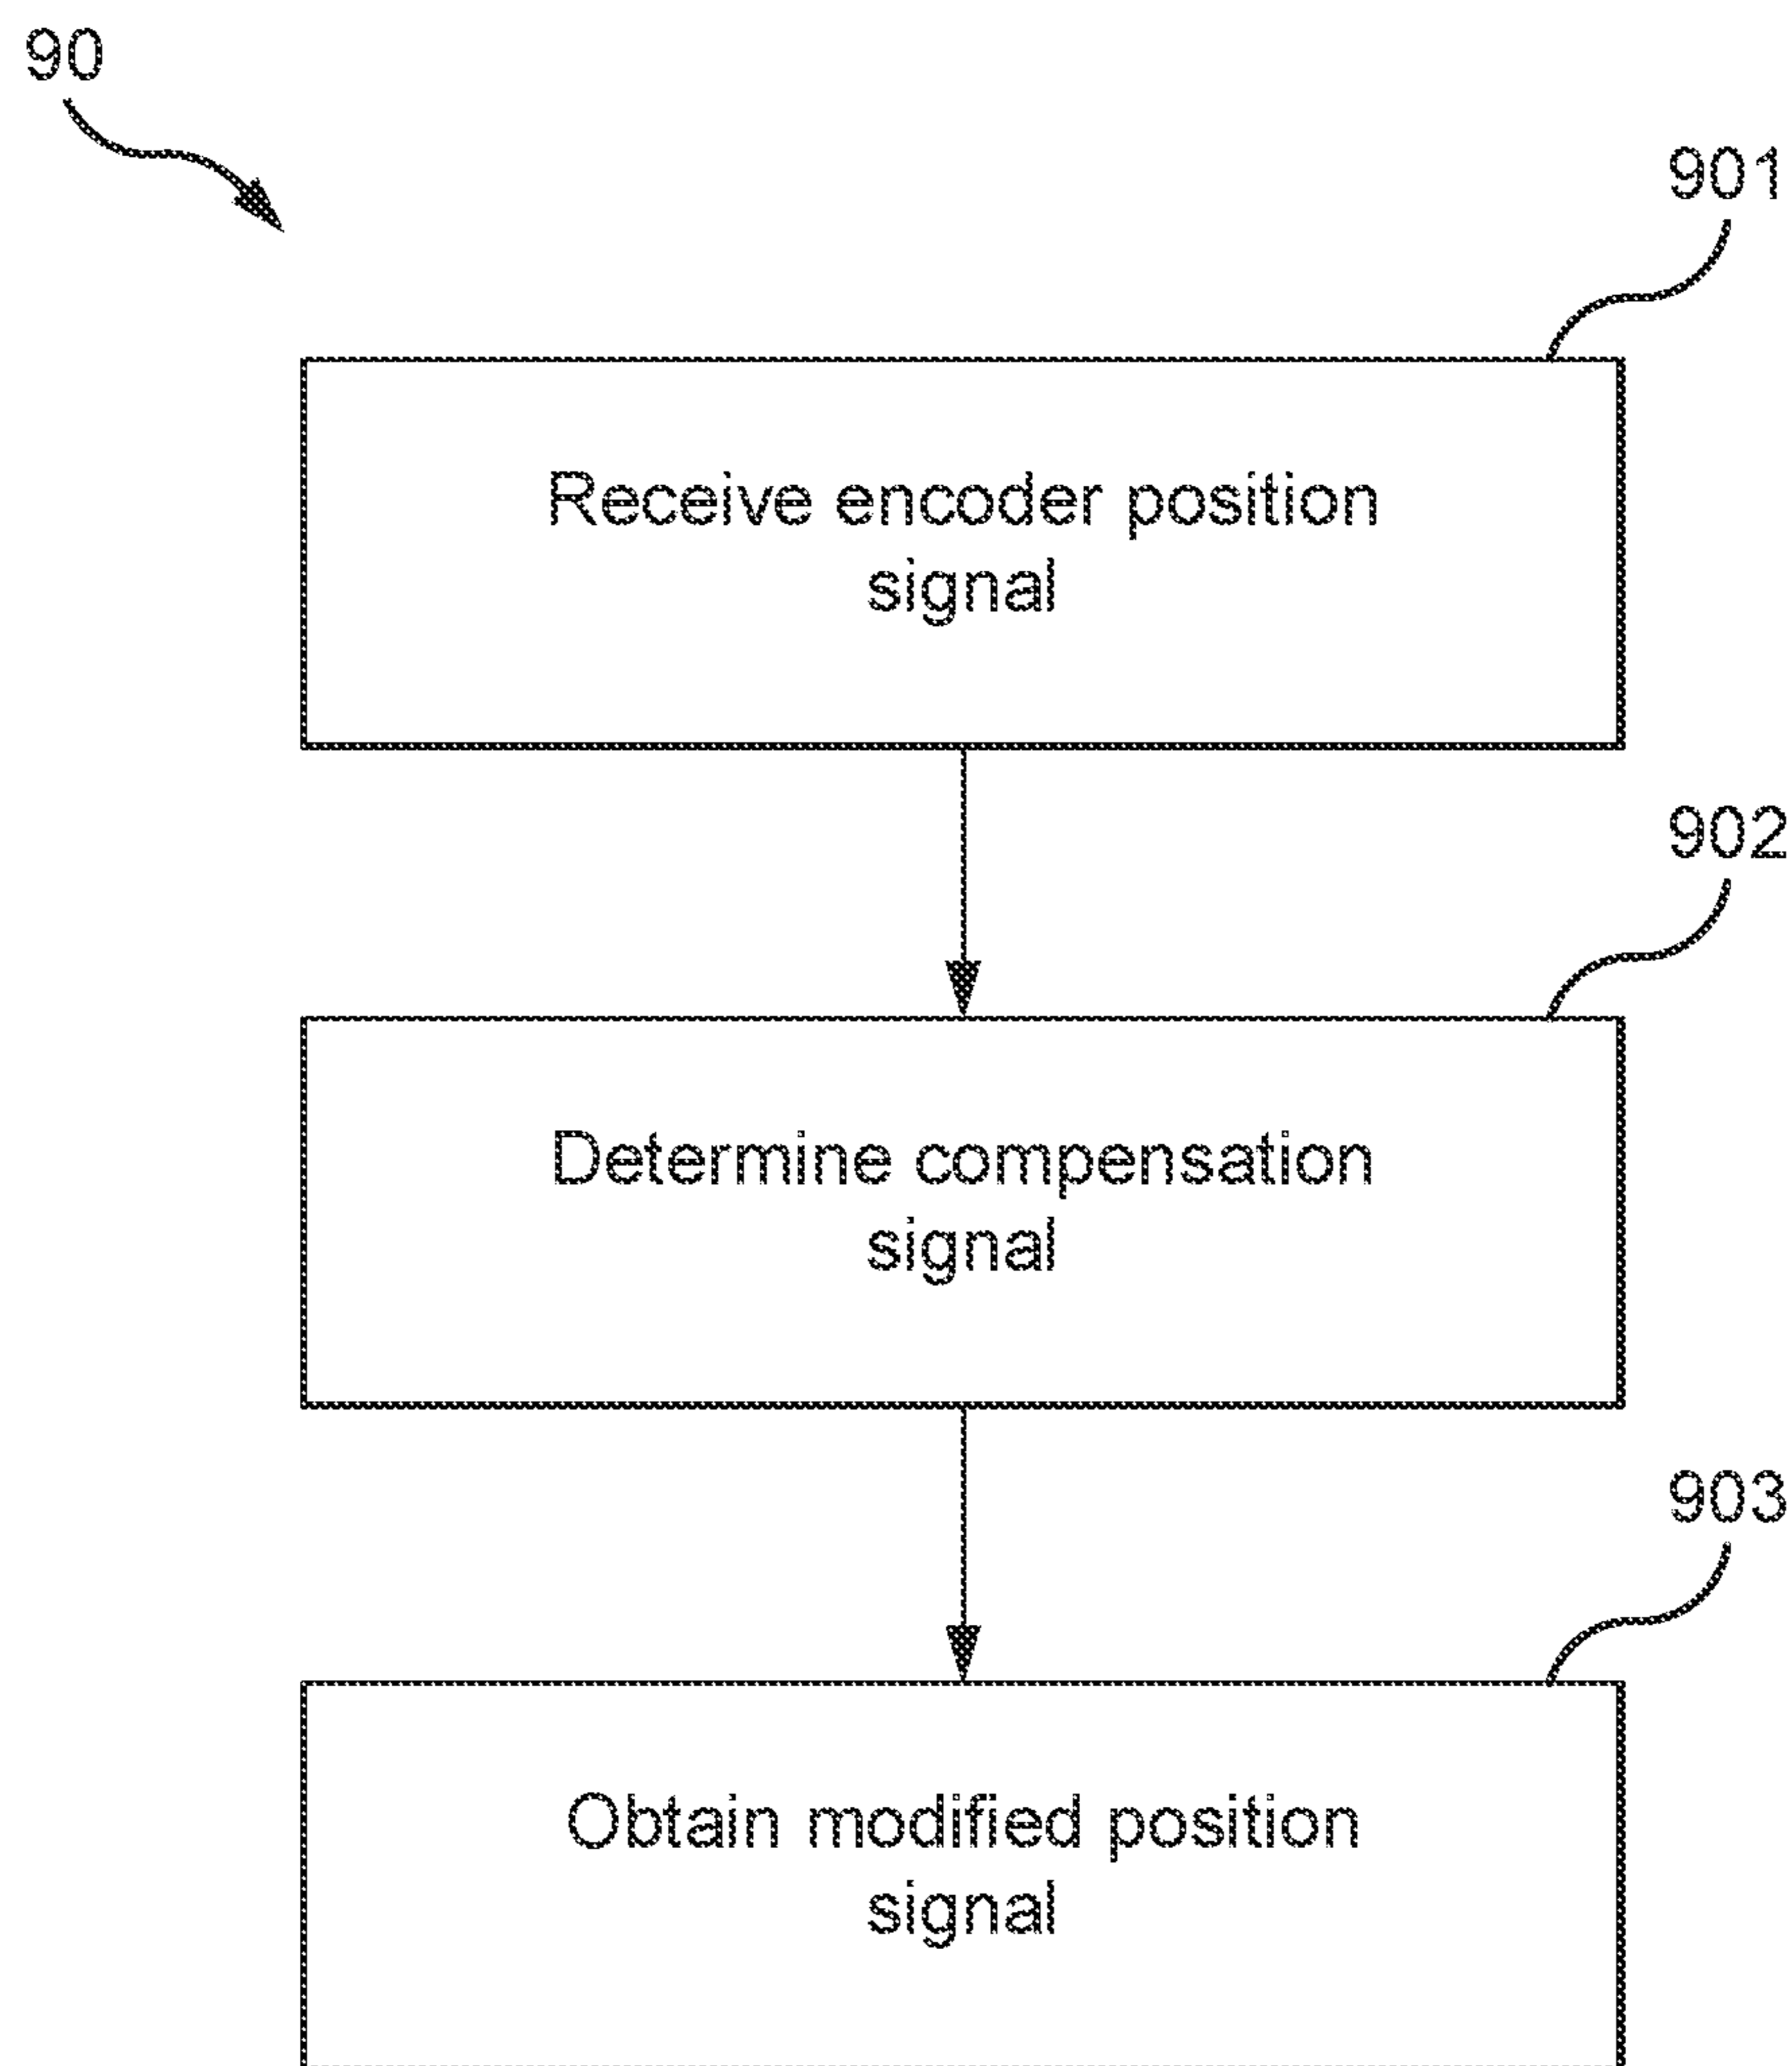 90
901
Receive encoder position
signal
902
Determine compensation
signal
903
Obtain modified position
signal